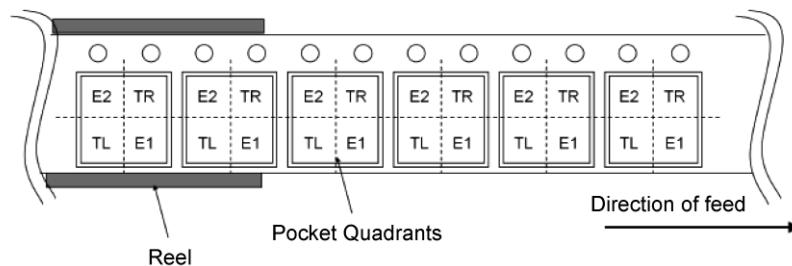 E2 TR E2 TR E2 TR E2 TR E2 TR E2 TR
TL E1 TL E1 TL E1 TL E1 TL E1 TL E1
Direction of feed
Pocket Quadrants
Reel